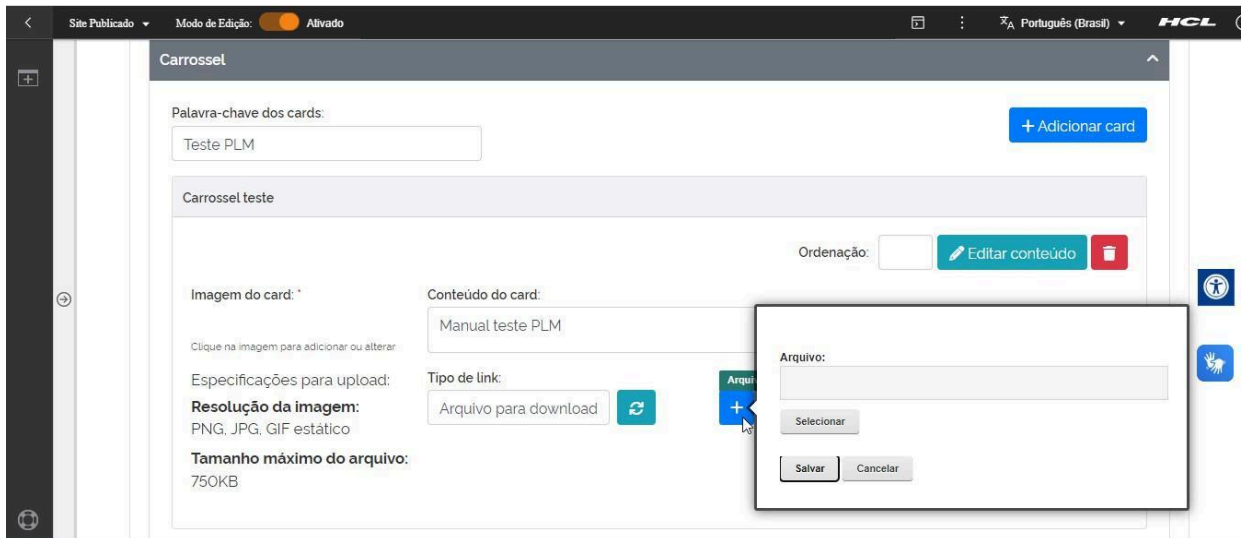 Site Publicado
Modo de Edição: Ativado
Português (Brasil)
HCL
Carrossel
Palavra-chave dos cards:
+ Adicionar card
Teste PLM
Carrossel teste
Ordenação:
Editar conteúdo
Imagem do card: *
Conteúdo do card:
Manual teste PLM
Clique na imagem para adicionar ou alterar
Especificações para upload:
Resolução da imagem:
PNG, JPG, GIF estático
Tamanho máximo do arquivo:
750KB
Tipo de link:
Arquivo para download
Arquivo:
Selecionar
Salvar
Cancelar